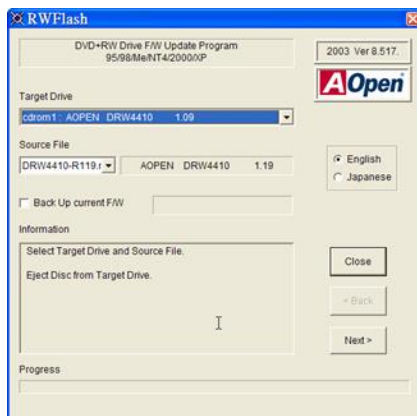 RWFlash
DVD+RW Drive F/W Update Program
95/98/Me/NT4/2000/XP
2003 Ver 8.517.
AOpen
Target Drive
cdrom1: AOPEN DRW4410 1.09
Source File
DRW4410-R119.
AOPEN DRW4410 1.19
English
Japanese
Back Up current F/W
Information
Select Target Drive and Source File.
Eject Disc from Target Drive.
Close
< Back
Next >
Progress